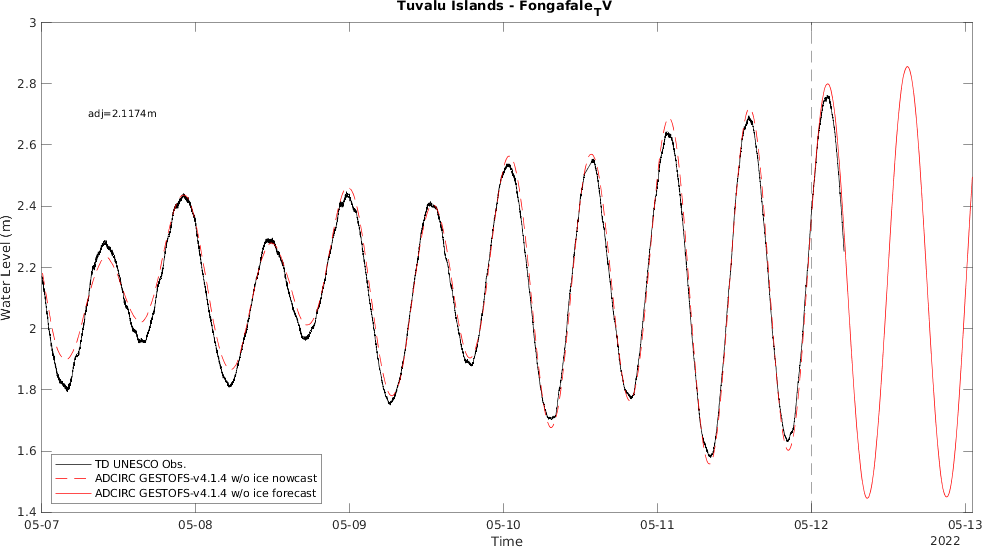 Tuvalu Islands - Fongafale_TV
3
2.8
adj=2.1174m
2.6
2.4
2.2
Water Level (m)
2
1.8
1.6
TD UNESCO Obs.
ADCIRC GESTOFS-v4.1.4 w/o ice nowcast
ADCIRC GESTOFS-v4.1.4 w/o ice forecast
1.4
05-07 05-08 05-09 05-10 05-11 05-12 05-13
Time
2022